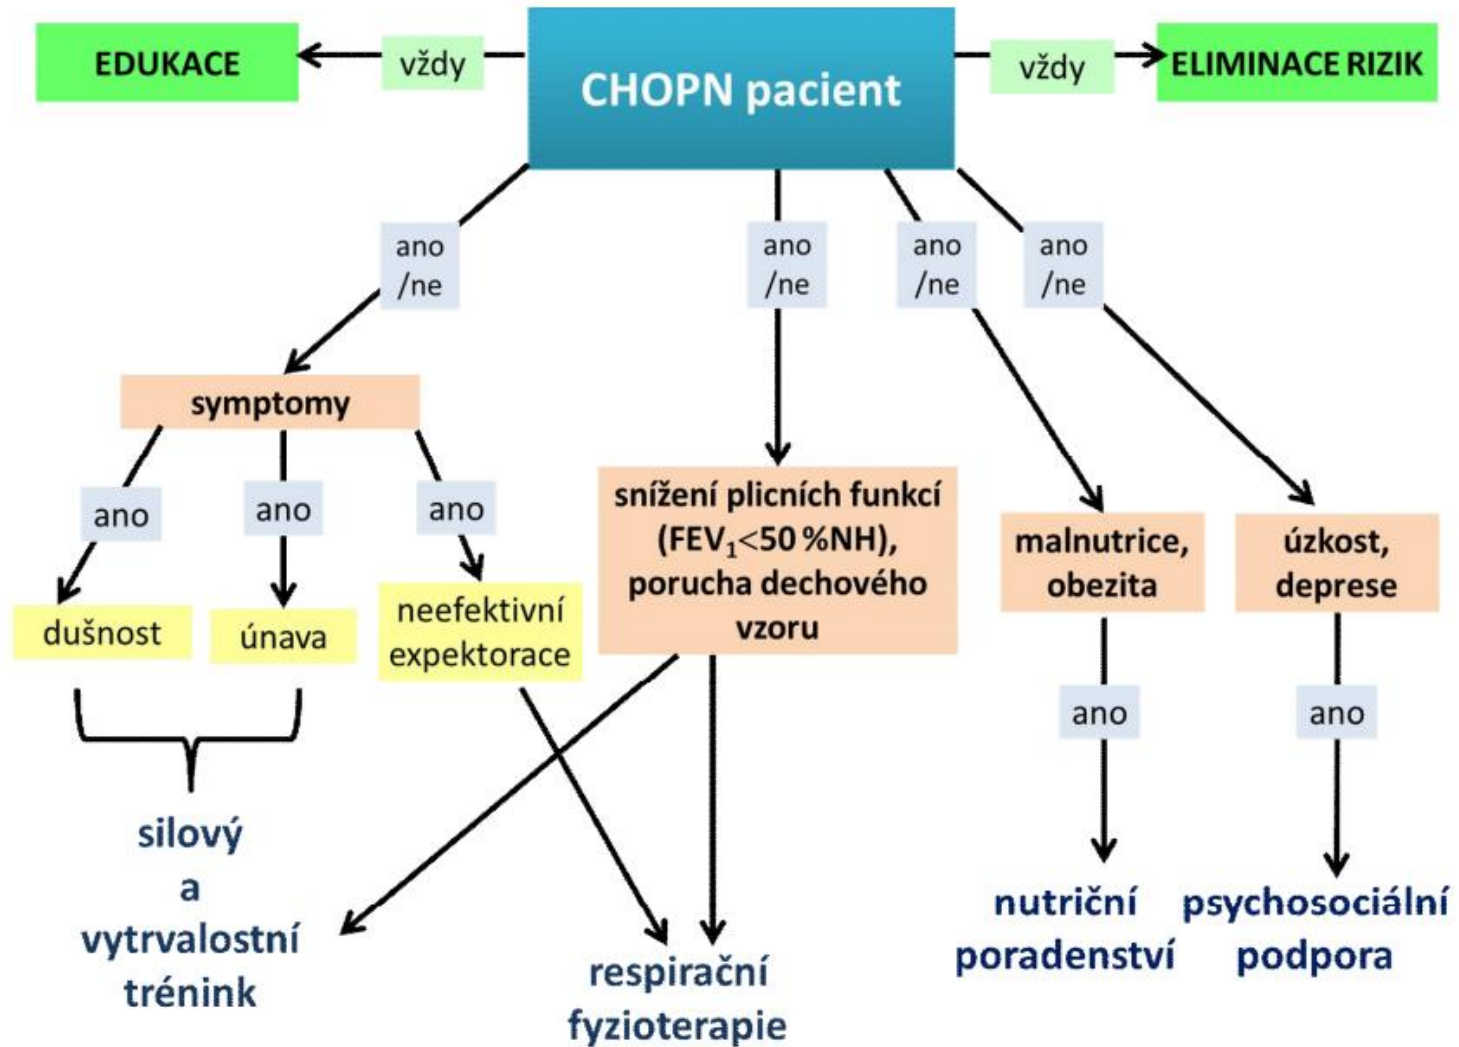 EDUKACE
vždy
CHOPN pacient
vždy
ELIMINACE RIZIK
ano
/ne
ano
/ne
ano
/ne
ano
/ne
symptomy
ano
ano
ano
dušnost
únava
neefektivní
expektorace
snížení plicních funkcí
(FEV₁<50 %NH),
porucha dechového
vzoru
malnutrice,
obezita
úzkost,
deprese
ano
ano
silový
a
vytrvalostní
trénink
respirační
fyzioterapie
nutriční
poradenství
psychosociální
podpora